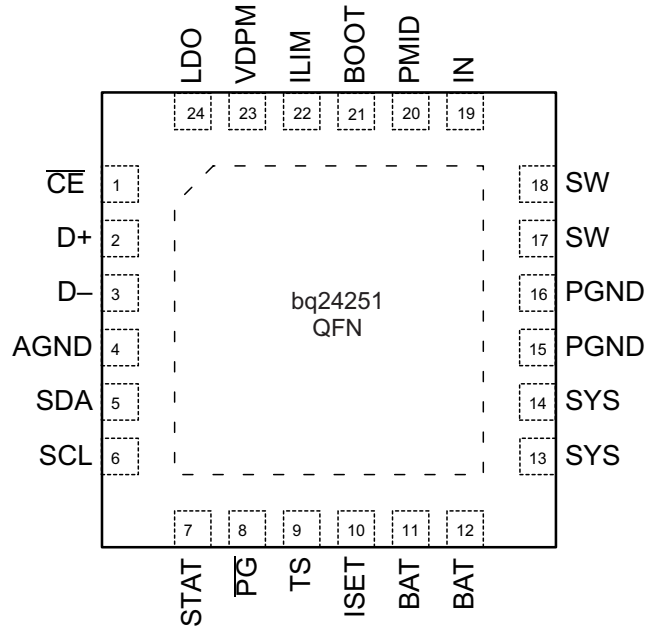 LDO
VDPM
ILIM
BOOT
PMID
IN
24
23
22
21
20
19
CE
1
18
SW
D+
2
17
SW
D–
3
16
PGND
bq24251
QFN
AGND
4
15
PGND
SDA
5
14
SYS
SCL
6
13
SYS
7
8
9
10
11
12
STAT
PG
TS
ISET
BAT
BAT